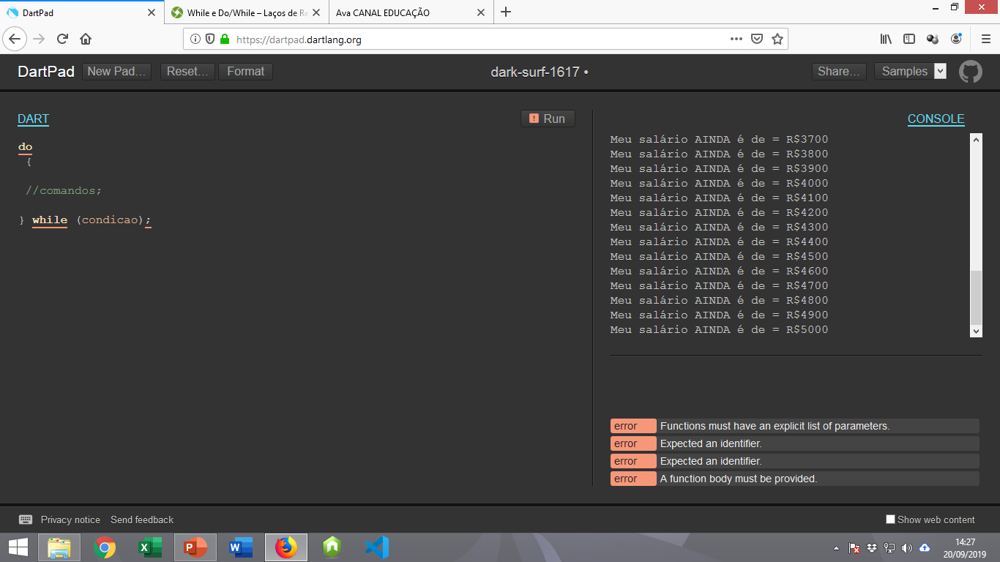 DartPad
While e Do/While – Laços de Re
Ava CANAL EDUCAÇÃO
https://dartpad.dartlang.org
DartPad
New Pad…
Reset…
Format
dark-surf-1617 •
Share…
Samples
DART
Run
CONSOLE
do
{
//comandos;
} while (condicao);
Meu salário AINDA é de = R$3700
Meu salário AINDA é de = R$3800
Meu salário AINDA é de = R$3900
Meu salário AINDA é de = R$4000
Meu salário AINDA é de = R$4100
Meu salário AINDA é de = R$4200
Meu salário AINDA é de = R$4300
Meu salário AINDA é de = R$4400
Meu salário AINDA é de = R$4500
Meu salário AINDA é de = R$4600
Meu salário AINDA é de = R$4700
Meu salário AINDA é de = R$4800
Meu salário AINDA é de = R$4900
Meu salário AINDA é de = R$5000
error Functions must have an explicit list of parameters.
error Expected an identifier.
error Expected an identifier.
error A function body must be provided.
Privacy notice
Send feedback
Show web content
14:27
20/09/2019